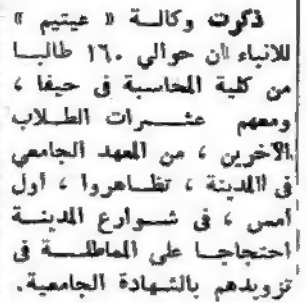 ذكرت وكالة « عيتيم »
للانباء ان حوالي ١٦٠ طالبا
من كلية المحاسبة في حيفا ،
ومعهم عشرات الطلاب
الآخرين ، من المعهد الجامعي
في المدينة ، تظاهروا ، أول
أمس ، في شوارع المدينة
احتجاجا على المماطلة في
تزويدهم بالشهادة الجامعية.